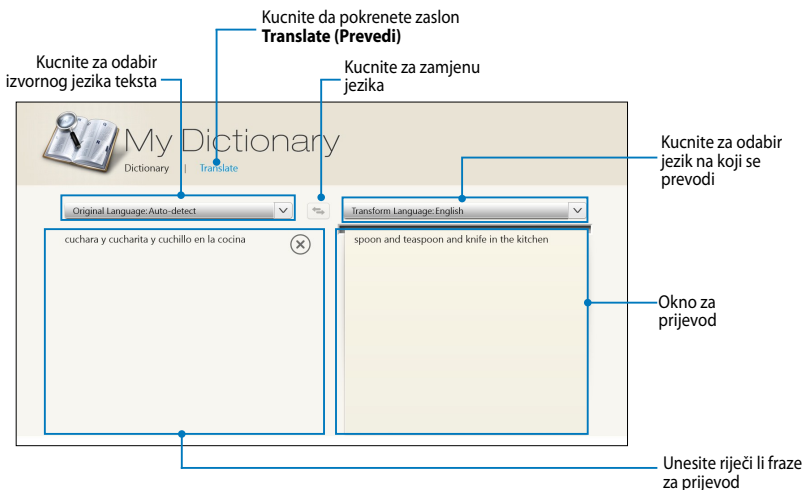 Kucnite da pokrenete zaslon
Translate (Prevedi)
Kucnite za odabir
izvornog jezika teksta
Kucnite za zamjenu
jezika
My Dictionary
Dictionary | Translate
Kucnite za odabir
jezik na koji se
prevodi
Original Language: Auto-detect
Transform Language: English
cuchara y cucharita y cuchillo en la cocina
spoon and teaspoon and knife in the kitchen
Okno za
prijevod
Unesite riječi li fraze
za prijevod